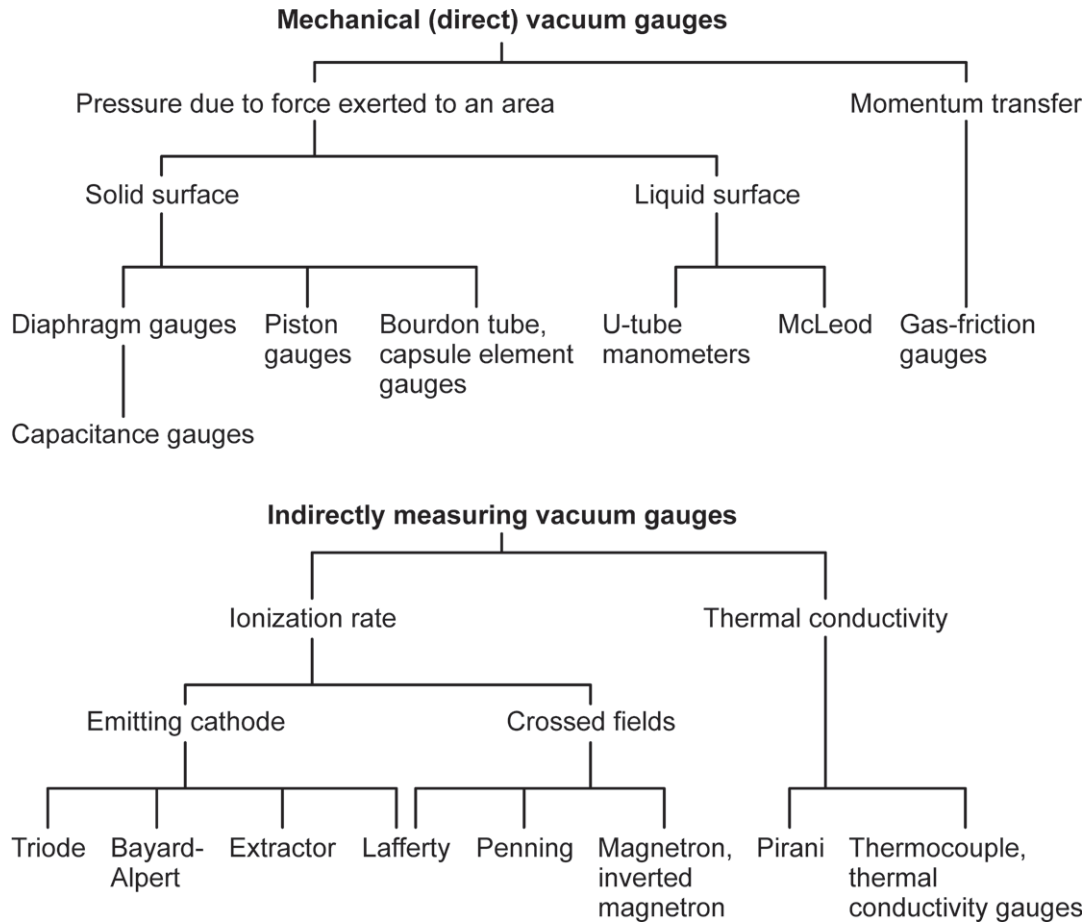 Mechanical (direct) vacuum gauges
Pressure due to force exerted to an area
Momentum transfer
Solid surface
Liquid surface
Diaphragm gauges
Piston
gauges
Bourdon tube,
capsule element
gauges
U-tube
manometers
McLeod
Gas-friction
gauges
Capacitance gauges
Indirectly measuring vacuum gauges
Ionization rate
Thermal conductivity
Emitting cathode
Crossed fields
Triode
Bayard-
Alpert
Extractor
Lafferty
Penning
Magnetron,
inverted
magnetron
Pirani
Thermocouple,
thermal
conductivity gauges